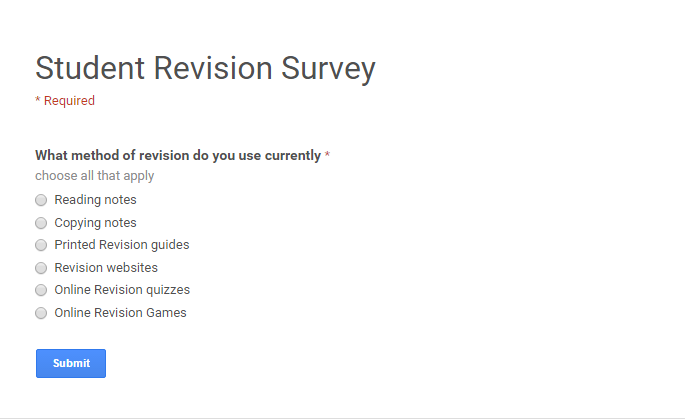 Student Revision Survey
* Required
What method of revision do you use currently *
choose all that apply
Reading notes
Copying notes
Printed Revision guides
Revision websites
Online Revision quizzes
Online Revision Games
Submit